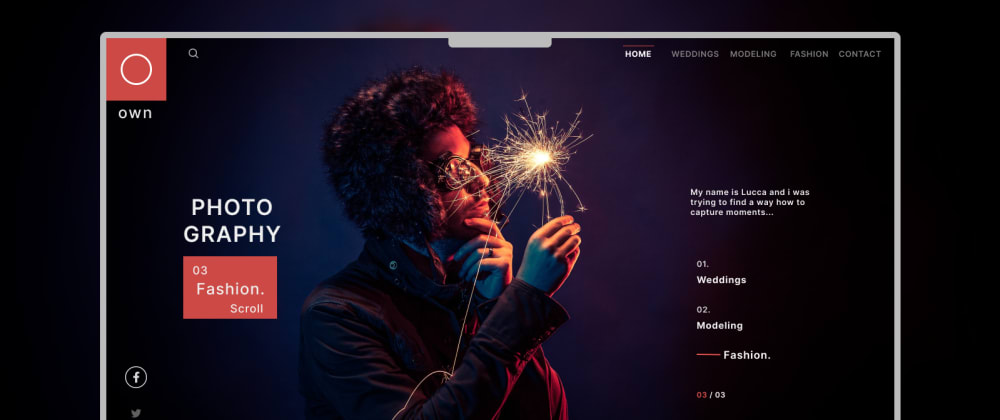 HOME WEDDINGS MODELING FASHION CONTACT
own
PHOTO
GRAPHY
03
Fashion.
Scroll
My name is Lucca and i was
trying to find a way how to
capture moments...
01.
Weddings
02.
Modeling
Fashion.
03 / 03